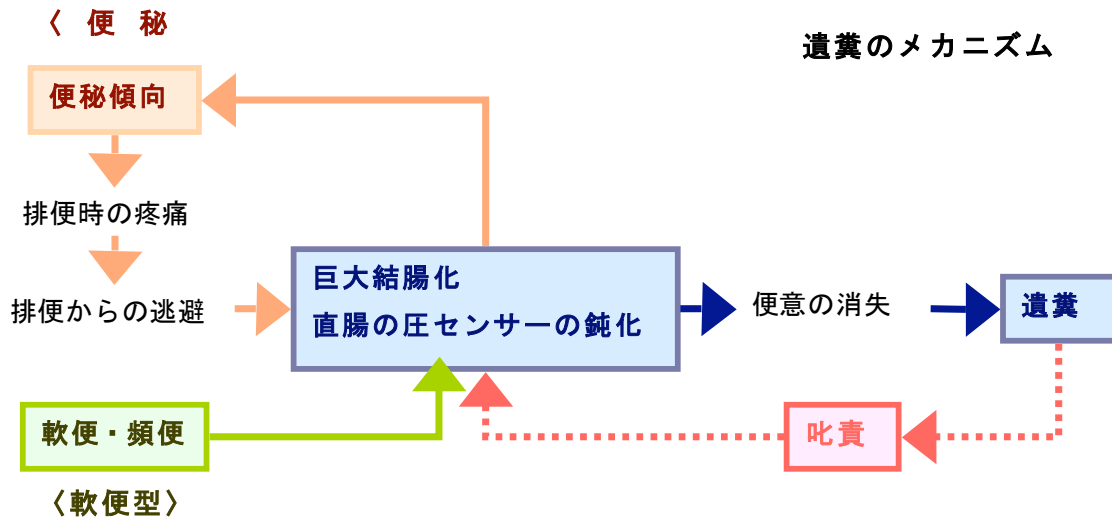 〈 便 秘
遺糞のメカニズム
便秘傾向
排便時の疼痛
排便からの逃避
巨大結腸化
直腸の圧センサーの鈍化
便意の消失
遺糞
軟便・頻便
叱責
〈軟便型〉